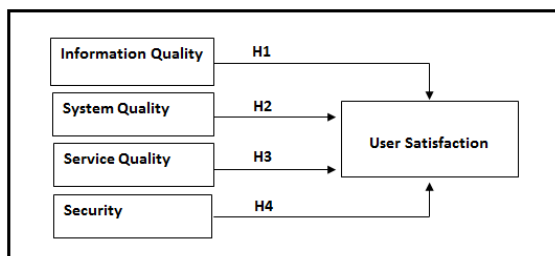 Information Quality
H1
System Quality
H2
User Satisfaction
Service Quality
H3
Security
H4